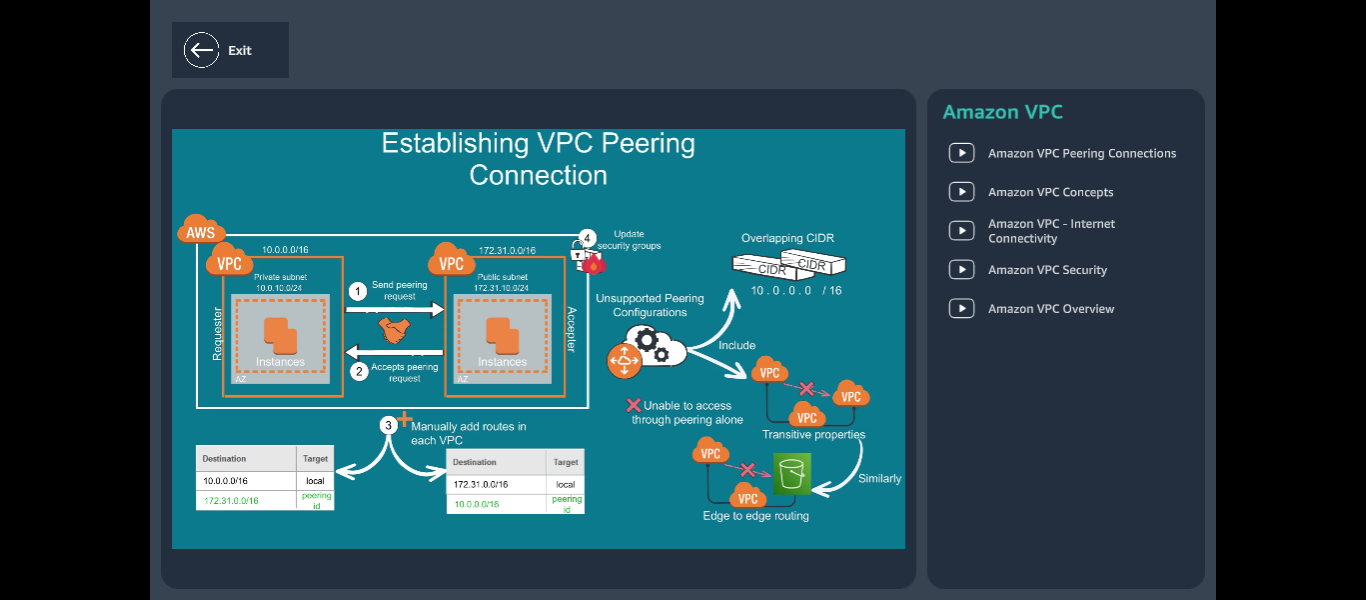 Exit
Establishing VPC Peering
Connection
AWS
VPC
10.0.0.0/16
Private subnet
10.0.10.0/24
Requester
Instances
AZ
1
Send peering
request
2
Accepts peering
request
VPC
172.31.0.0/16
Public subnet
172.31.10.0/24
Accepter
Instances
AZ
4
Update
security groups
3
Manually add routes in
each VPC
Destination Target
10.0.0.0/16 local
172.31.0.0/16 peering
id
Destination Target
172.31.0.0/16 local
10.0.0.0/16 peering
id
Unsupported Peering
Configurations
Include
Overlapping CIDR
CIDR CIDR
10 . 0 . 0 . 0 / 16
VPC
VPC
VPC
Transitive properties
Unable to access
through peering alone
Similarly
VPC
VPC
Edge to edge routing
Amazon VPC
Amazon VPC Peering Connections
Amazon VPC Concepts
Amazon VPC - Internet
Connectivity
Amazon VPC Security
Amazon VPC Overview